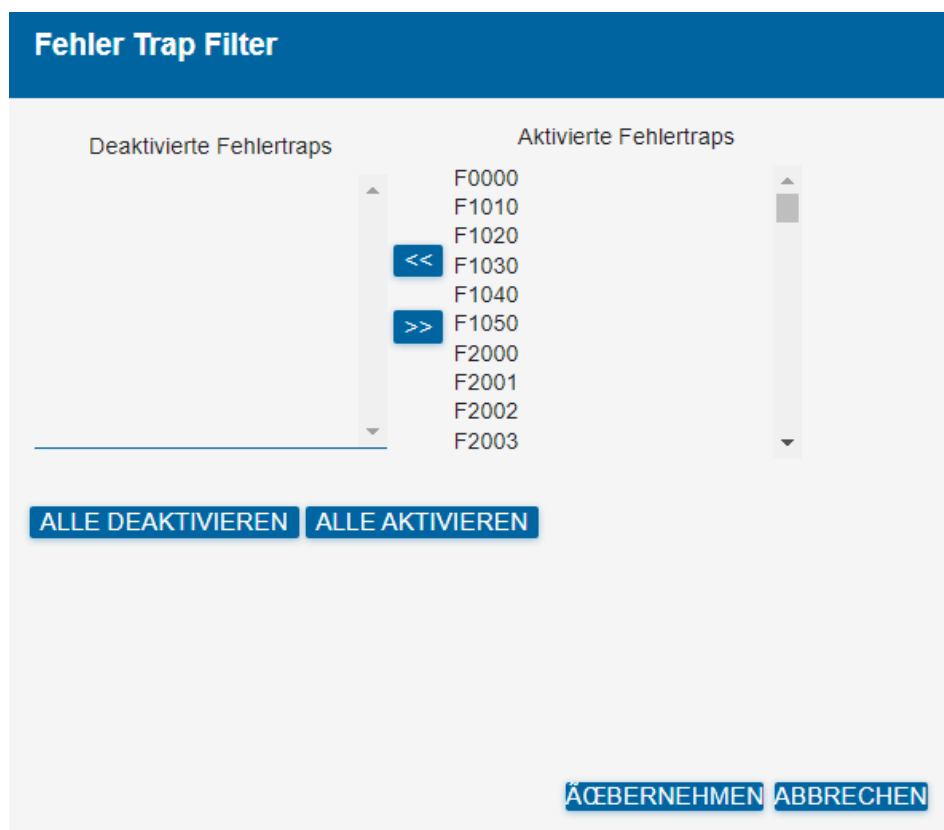 Fehler Trap Filter
Deaktivierte Fehlertraps
Aktivierte Fehlertraps
F0000
F1010
F1020
<< F1030
F1040
>> F1050
F2000
F2001
F2002
F2003
ALLE DEAKTIVIEREN ALLE AKTIVIEREN
ÃŒBERNEHMEN ABBRECHEN